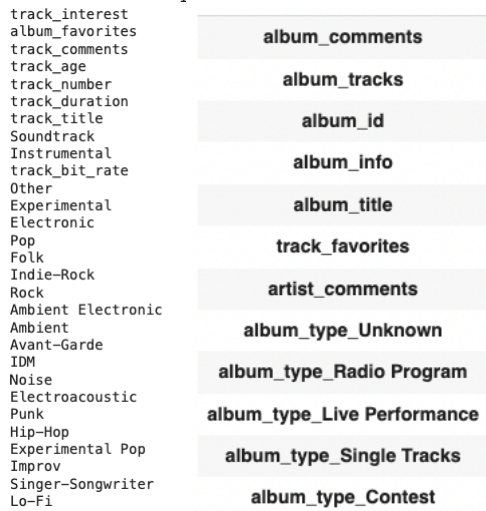 track_interest
album_favorites
track_comments
track_age
track_number
track_duration
track_title
Soundtrack
Instrumental
track_bit_rate
Other
Experimental
Electronic
Pop
Folk
Indie-Rock
Rock
Ambient Electronic
Ambient
Avant-Garde
IDM
Noise
Electroacoustic
Punk
Hip-Hop
Experimental Pop
Improv
Singer-Songwriter
Lo-Fi
album_comments
album_tracks
album_id
album_info
album_title
track_favorites
artist_comments
album_type_Unknown
album_type_Radio Program
album_type_Live Performance
album_type_Single Tracks
album_type_Contest